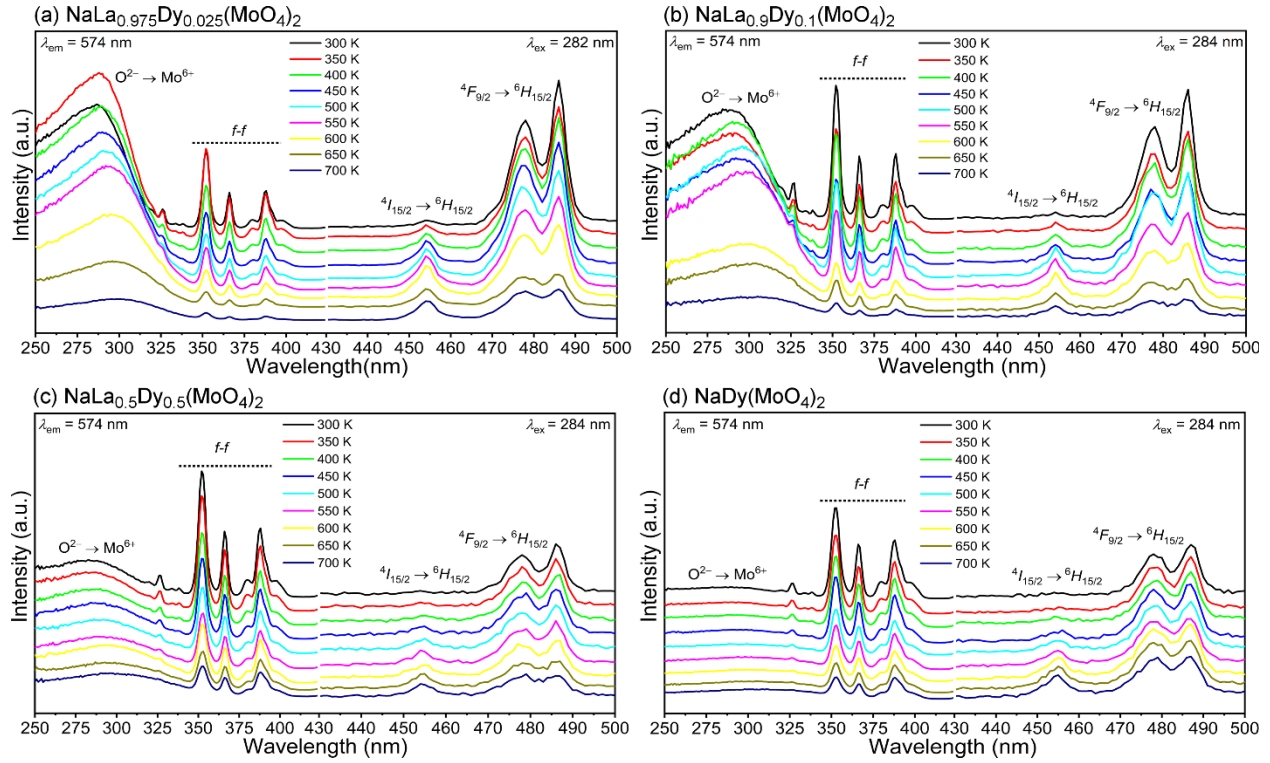 (a) NaLa0.975Dy0.025(MoO4)2
λem = 574 nm
λex = 282 nm
O2− → Mo6+
f-f
4F9/2 → 6H15/2
4I15/2 → 6H15/2
300 K
350 K
400 K
450 K
500 K
550 K
600 K
650 K
700 K
Intensity (a.u.)
250 275 300 325 350 375 400 430 440 450 460 470 480 490 500
Wavelength(nm)
(b) NaLa0.9Dy0.1(MoO4)2
λem = 574 nm
λex = 284 nm
O2− → Mo6+
f-f
4F9/2 → 6H15/2
4I15/2 → 6H15/2
300 K
350 K
400 K
450 K
500 K
550 K
600 K
650 K
700 K
Intensity (a.u.)
250 275 300 325 350 375 400 430 440 450 460 470 480 490 500
Wavelength (nm)
(c) NaLa0.5Dy0.5(MoO4)2
λem = 574 nm
λex = 284 nm
O2− → Mo6+
f-f
4F9/2 → 6H15/2
4I15/2 → 6H15/2
300 K
350 K
400 K
450 K
500 K
550 K
600 K
650 K
700 K
Intensity (a.u.)
250 275 300 325 350 375 400 430 440 450 460 470 480 490 500
Wavelength (nm)
(d) NaDy(MoO4)2
λem = 574 nm
λex = 284 nm
O2− → Mo6+
f-f
4F9/2 → 6H15/2
4I15/2 → 6H15/2
300 K
350 K
400 K
450 K
500 K
550 K
600 K
650 K
700 K
Intensity (a.u.)
250 275 300 325 350 375 400 430 440 450 460 470 480 490 500
Wavelength (nm)